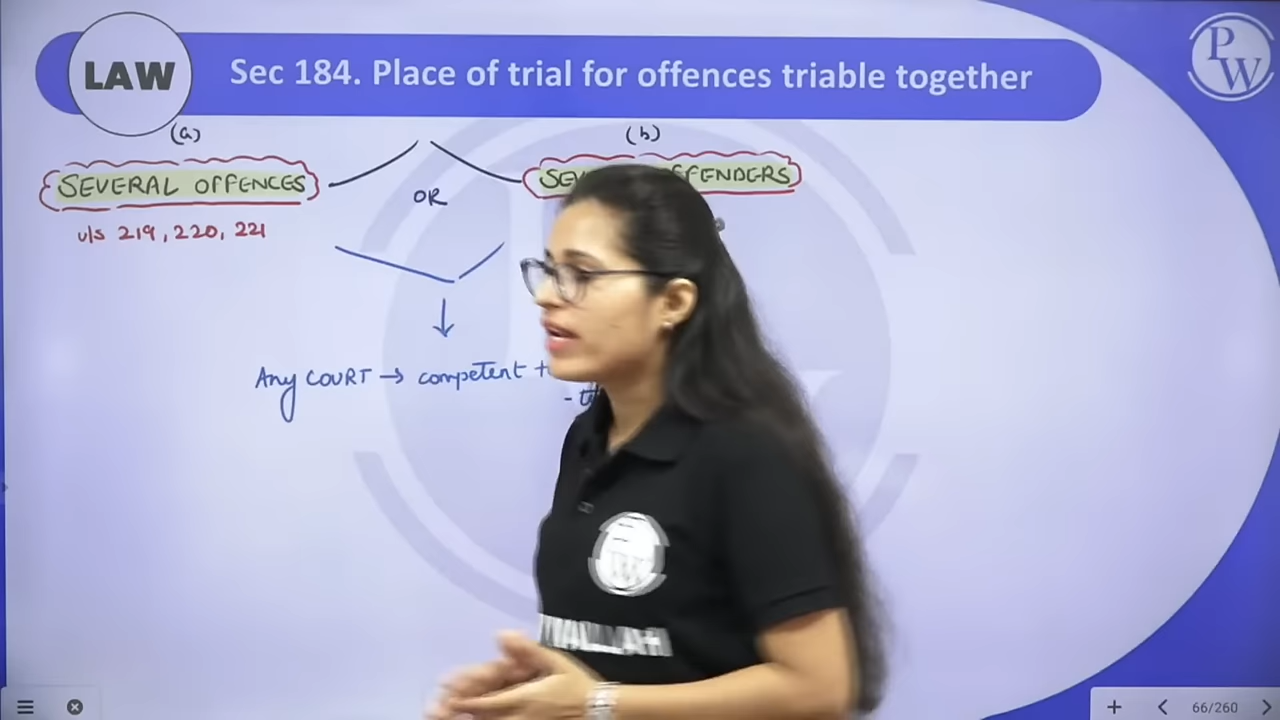 LAW
Sec 184. Place of trial for offences triable together
PW
(a)
(b)
SEVERAL OFFENCES
OR
u/s 219, 220, 221
Any COURT → competent +
66/260